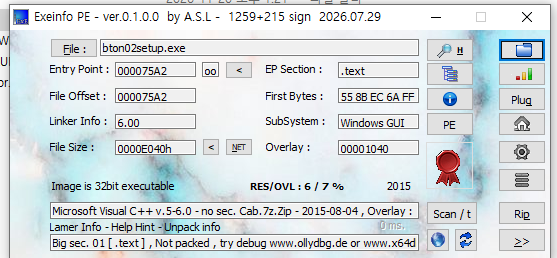 Exeinfo PE - ver.0.1.0.0 by A.S.L - 1259+215 sign 2026.07.29
File : bton02setup.exe H
Entry Point : 000075A2 oo < EP Section : .text
File Offset : 000075A2 First Bytes : 55 8B EC 6A FF Plug
Linker Info : 6.00 SubSystem : Windows GUI PE
File Size : 0000E040h < NET Overlay : 00001040
Image is 32bit executable RES/OVL : 6 / 7 % 2015
Microsoft Visual C++ v.5-6.0 - no sec. Cab.7z.Zip - 2015-08-04 , Overlay : Scan / t Rip
Lamer Info - Help Hint - Unpack info 0 ms.
Big sec. 01 [ .text ] , Not packed , try debug www.ollydbg.de or www.x64d >>